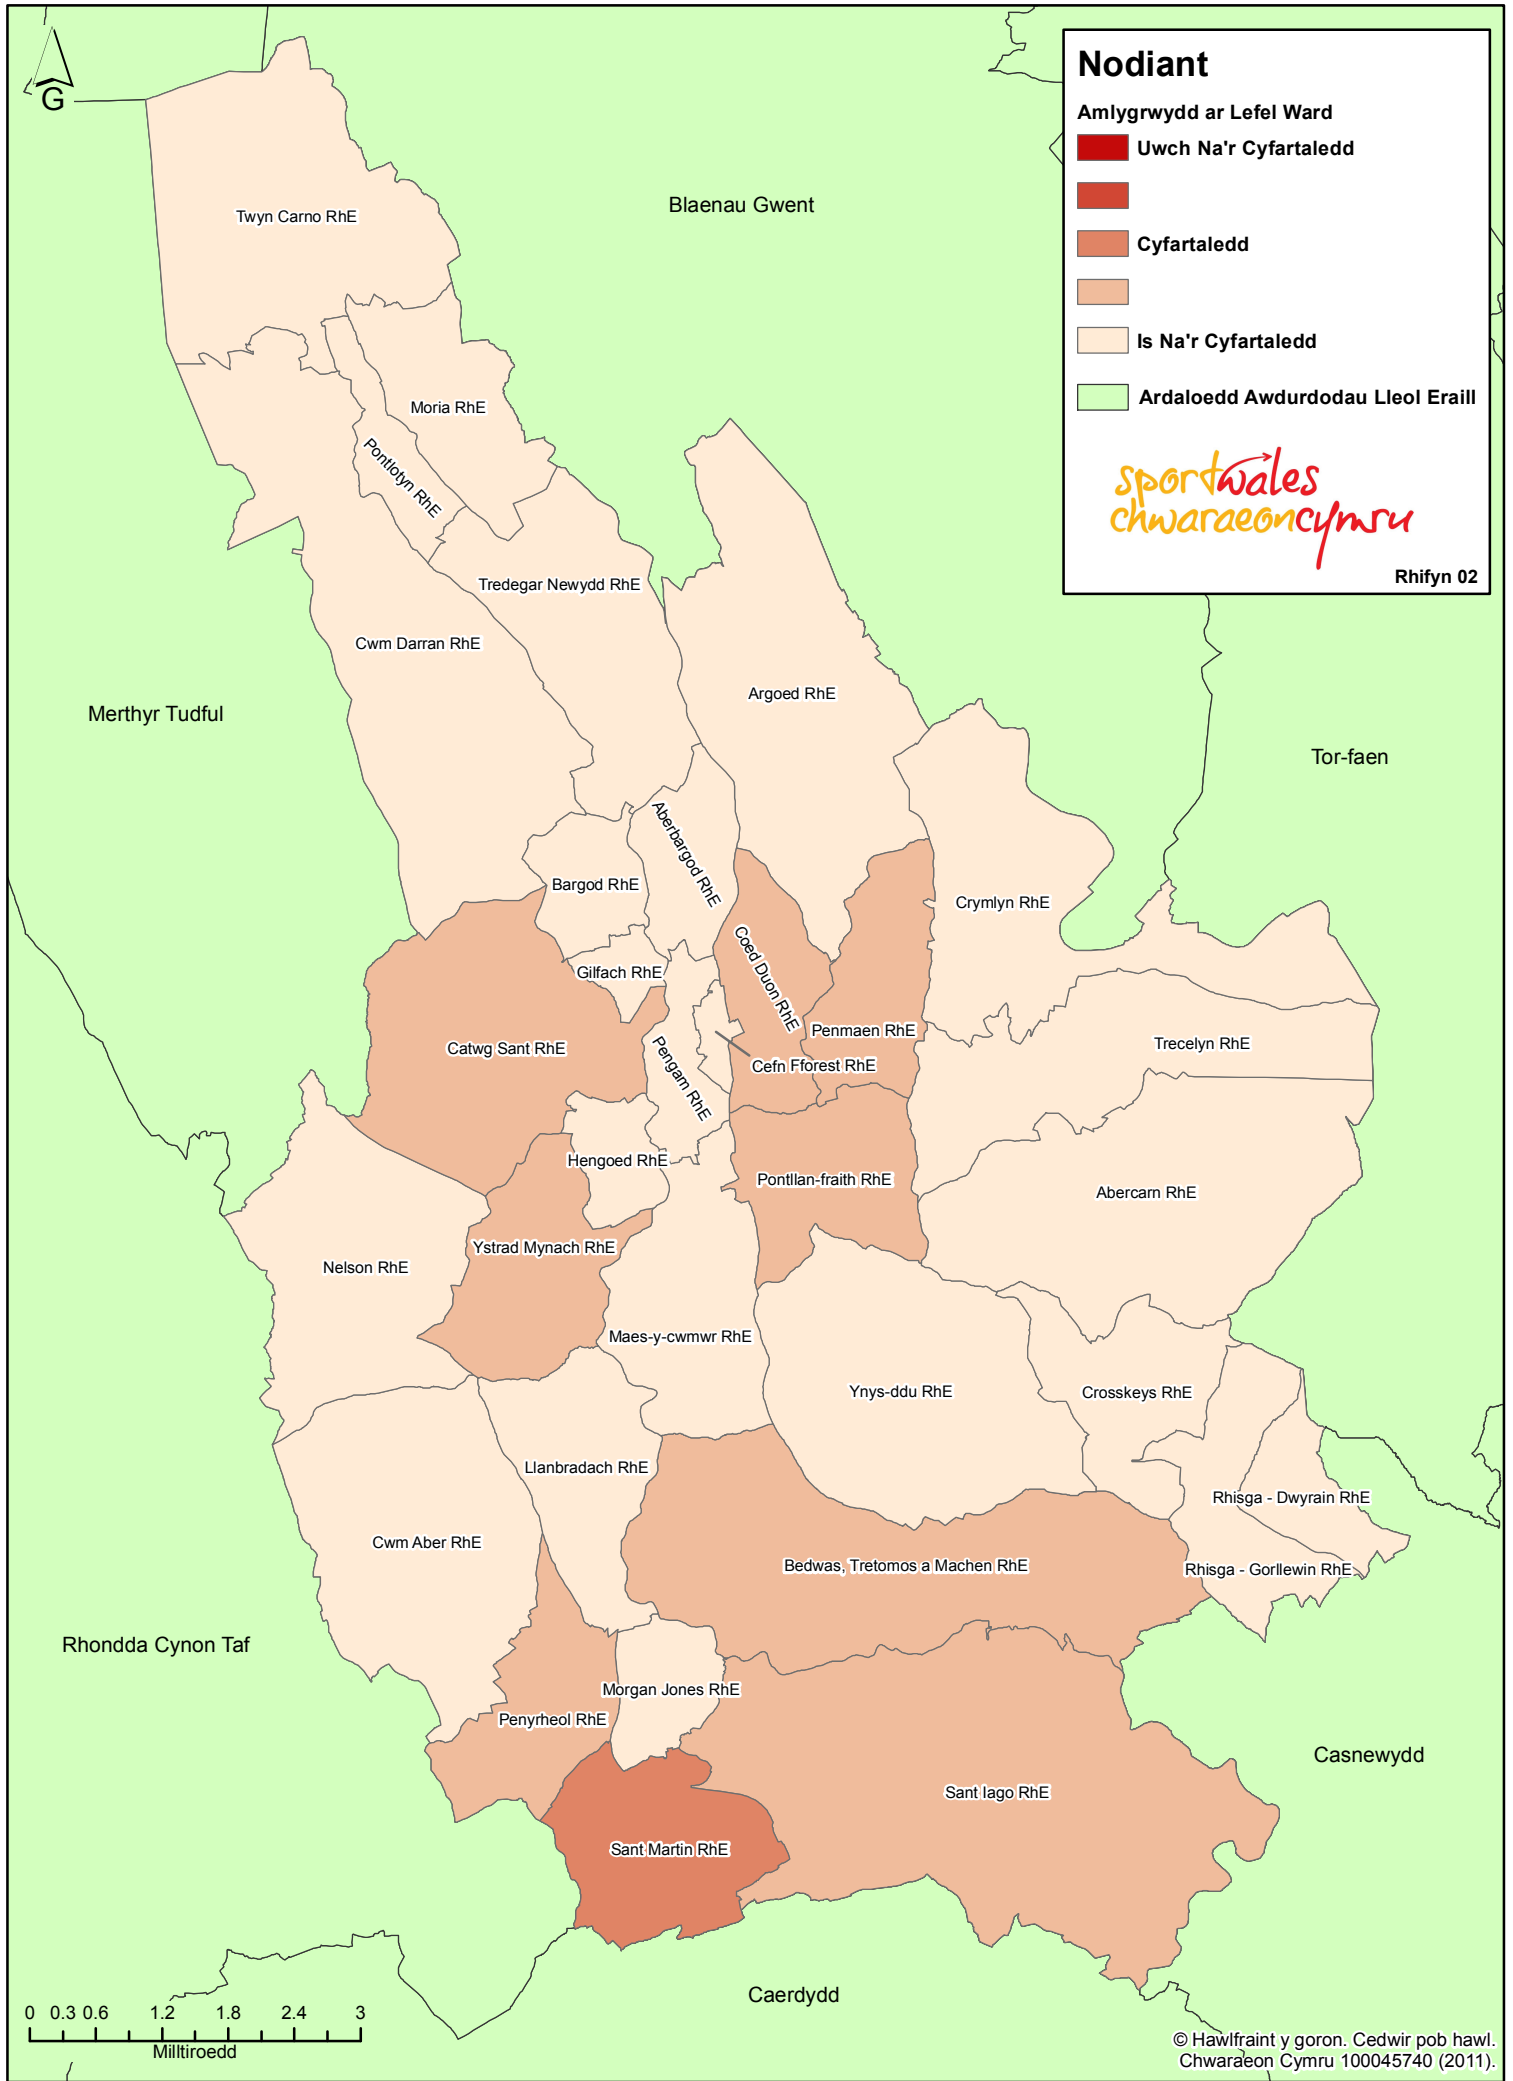 G
Nodiant
Amlygrwydd ar Lefel Ward
Uwch Na'r Cyfartaledd
Cyfartaledd
Is Na'r Cyfartaledd
Ardaloedd Awdurdodau Lleol Eraill
sportwales
chwaraeoncymru
Rhifyn 02
Blaenau Gwent
Twyn Carno RhE
Moria RhE
Pontlotyn RhE
Tredegar Newydd RhE
Cwm Darran RhE
Argoed RhE
Merthyr Tudful
Tor-faen
Aberbargod RhE
Bargod RhE
Crymlyn RhE
Coed Duon RhE
Gilfach RhE
Penmaen RhE
Catwg Sant RhE
Trecelyn RhE
Pengam RhE
Cefn Fforest RhE
Hengoed RhE
Pontllan-fraith RhE
Abercarn RhE
Ystrad Mynach RhE
Nelson RhE
Maes-y-cwmwr RhE
Ynys-ddu RhE
Crosskeys RhE
Llanbradach RhE
Rhisga - Dwyrain RhE
Cwm Aber RhE
Bedwas, Tretomos a Machen RhE
Rhisga - Gorllewin RhE
Rhondda Cynon Taf
Morgan Jones RhE
Penyrheol RhE
Casnewydd
Sant Iago RhE
Sant Martin RhE
Caerdydd
0 0.3 0.6 1.2 1.8 2.4 3
Milltiroedd
© Hawlfraint y goron. Cedwir pob hawl.
Chwaraeon Cymru 100045740 (2011).